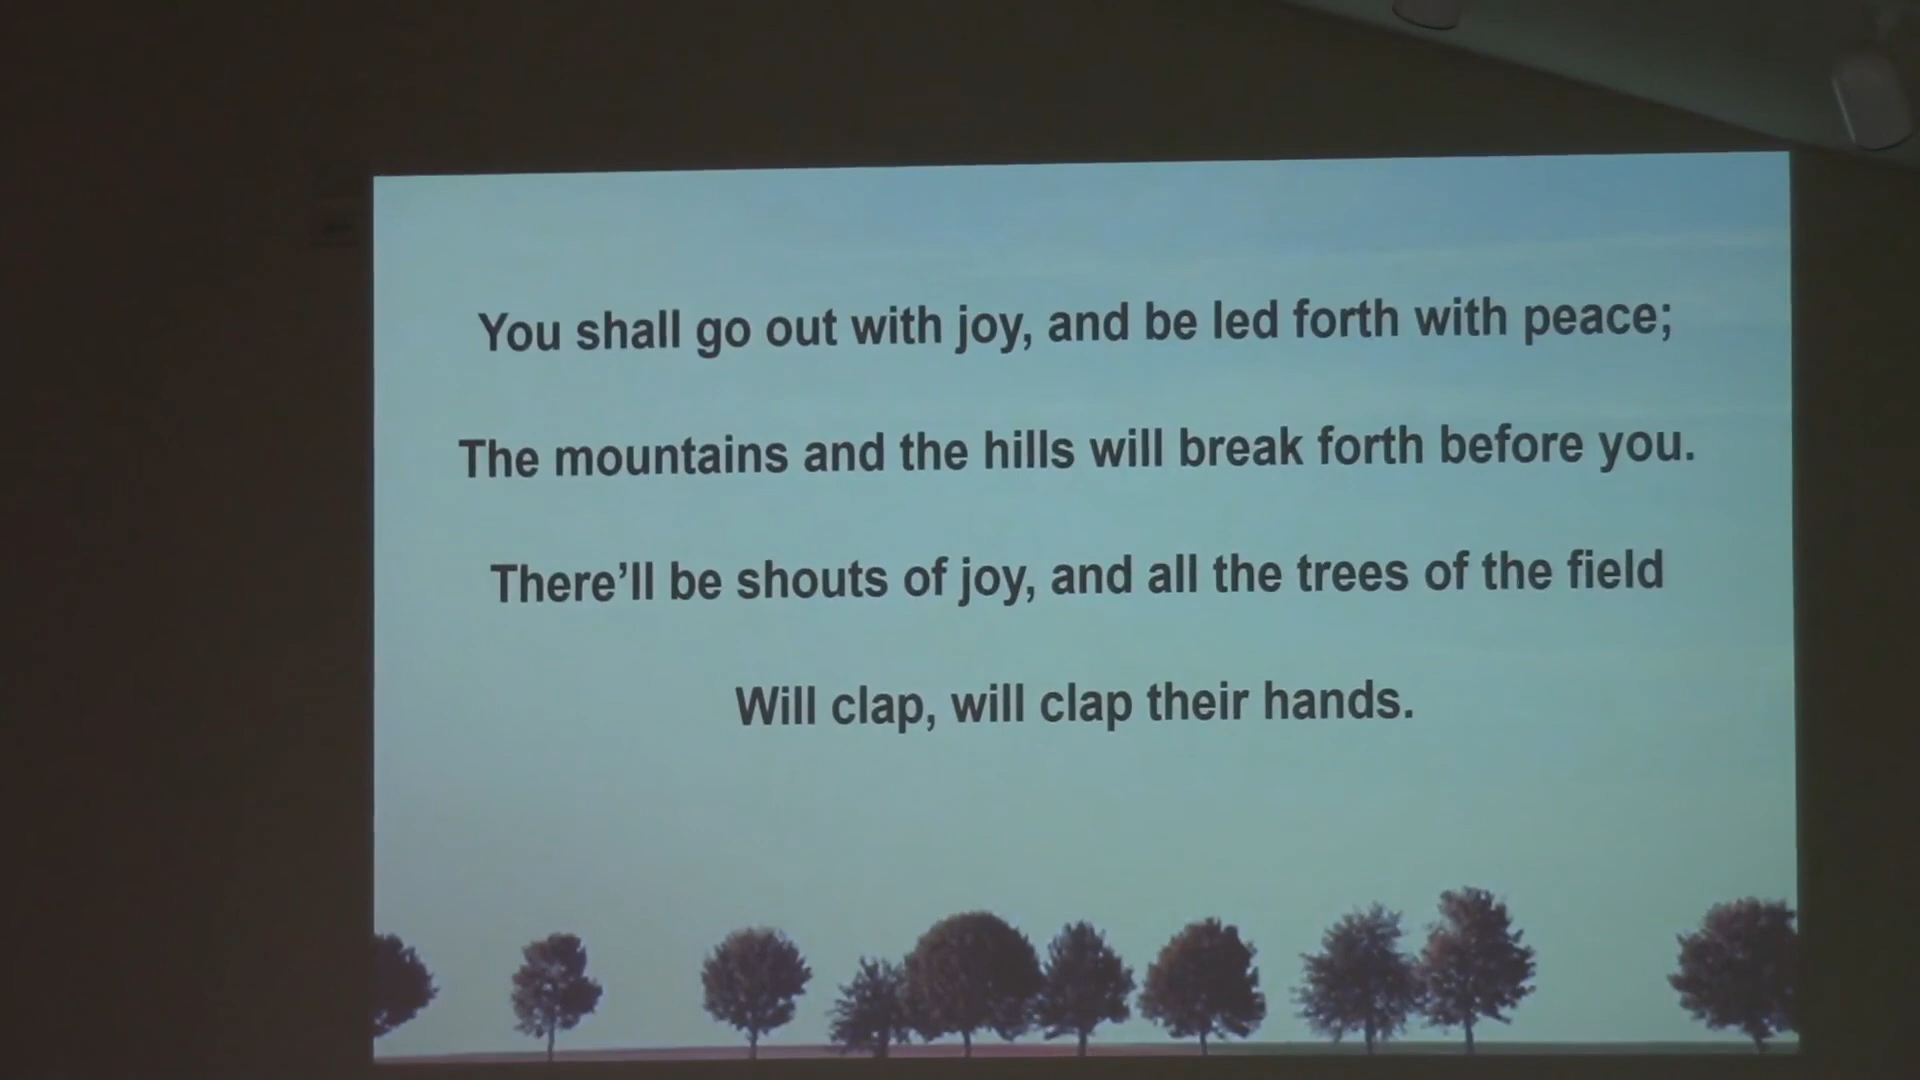 You shall go out with joy, and be led forth with peace;
The mountains and the hills will break forth before you.
There’ll be shouts of joy, and all the trees of the field
Will clap, will clap their hands.